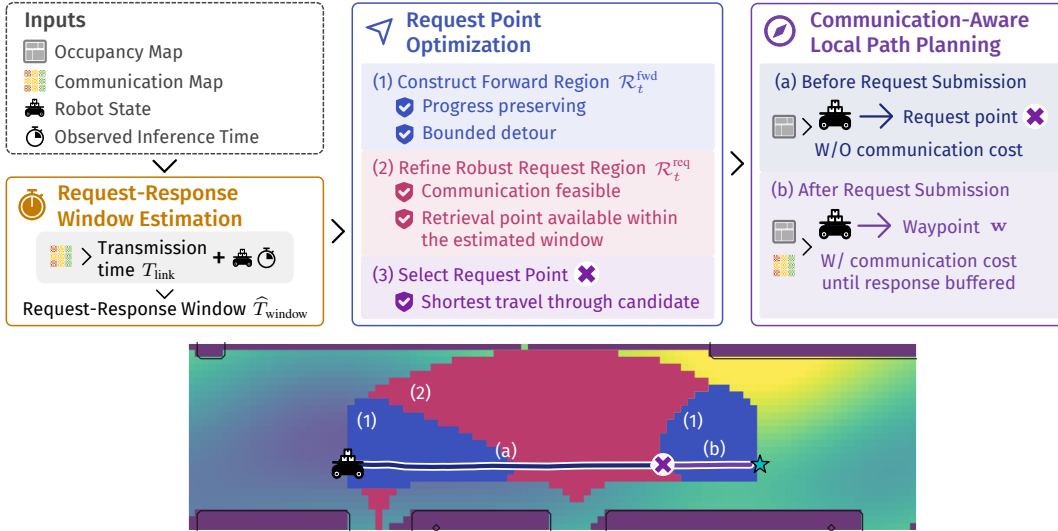 Inputs
Occupancy Map
Communication Map
Robot State
Observed Inference Time
Request-Response
Window Estimation
Transmission
time T_link
+
Request-Response Window T̂_window
Request Point
Optimization
(1) Construct Forward Region R_t^fwd
Progress preserving
Bounded detour
(2) Refine Robust Request Region R_t^req
Communication feasible
Retrieval point available within
the estimated window
(3) Select Request Point
Shortest travel through candidate
Communication-Aware
Local Path Planning
(a) Before Request Submission
Request point
W/O communication cost
(b) After Request Submission
Waypoint w
W/ communication cost
until response buffered
(2)
(1)
(1)
(a)
(b)